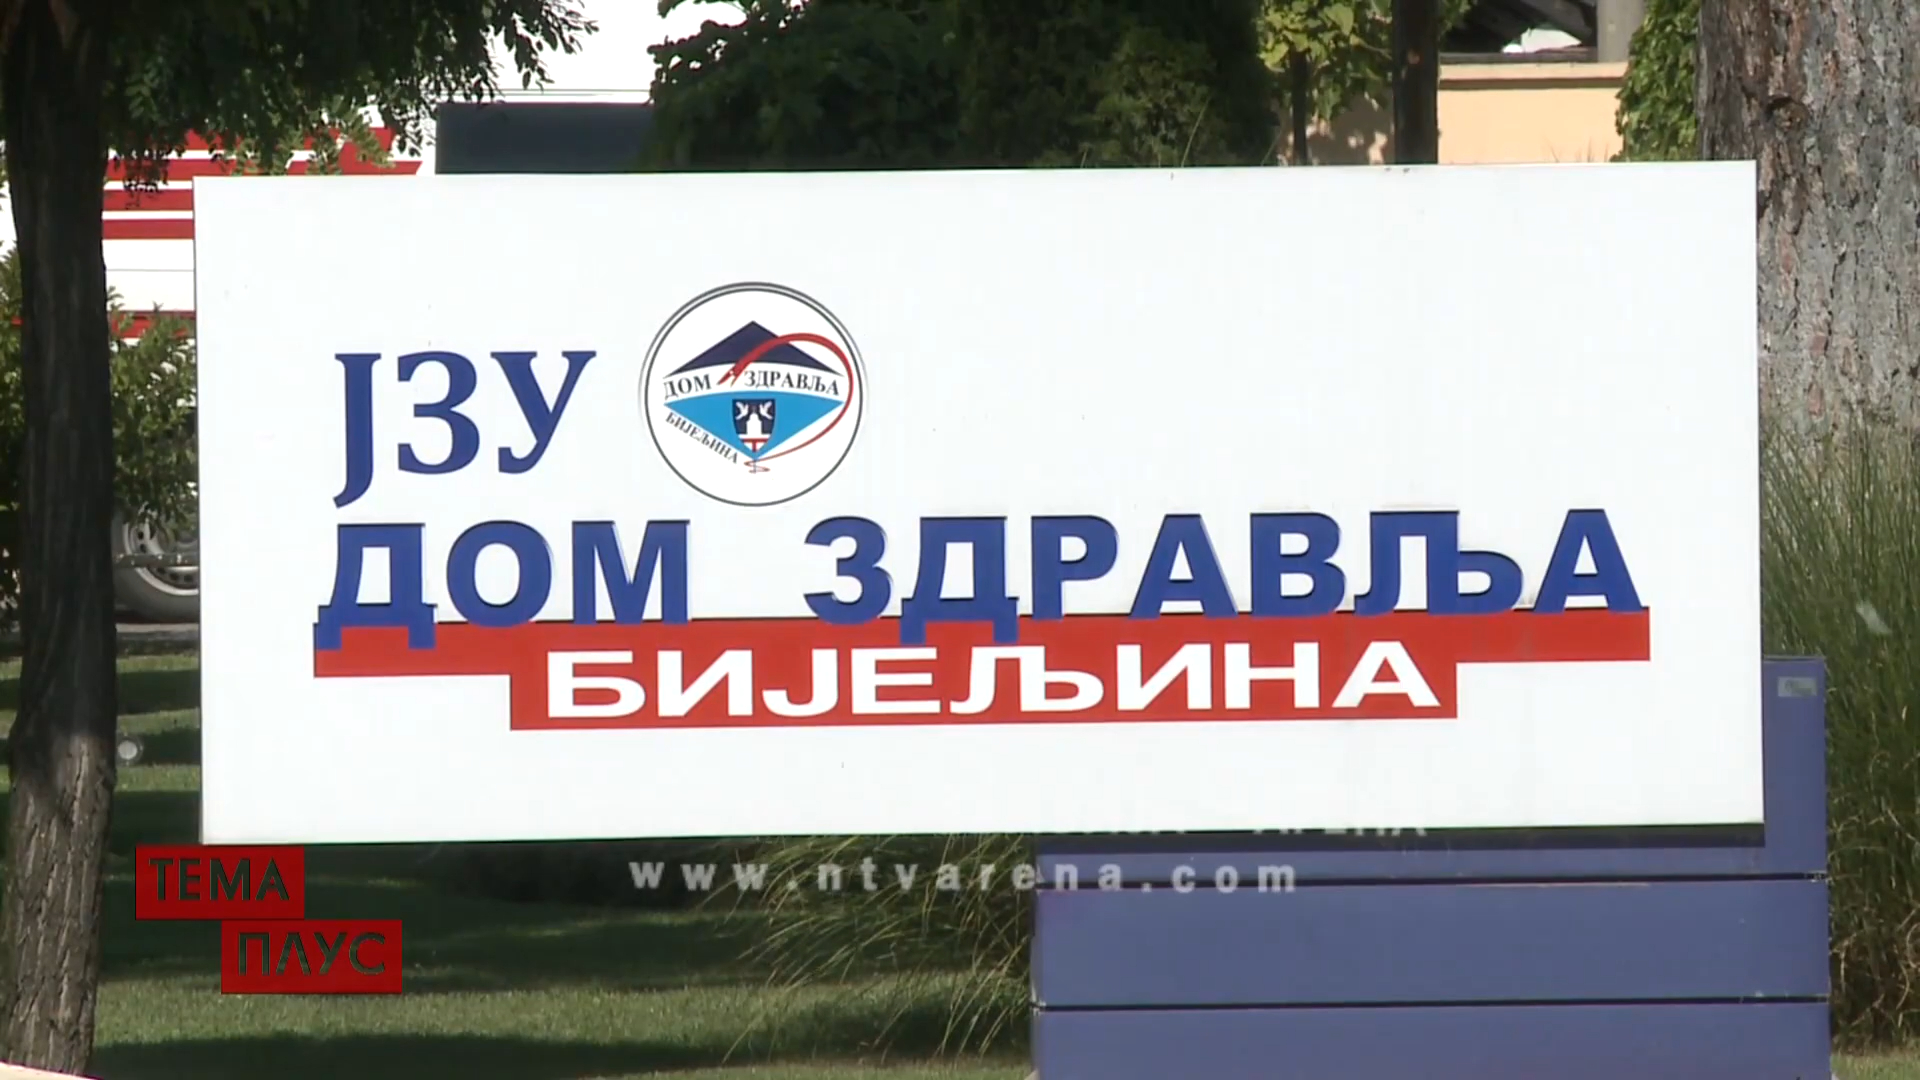 ЈЗУ
ДОМ ЗДРАВЉА
БИЈЕЉИНА
ДОМ ЗДРАВЉА
БИЈЕЉИНА
www.ntvarena.com
ТЕМА
ПЛУС